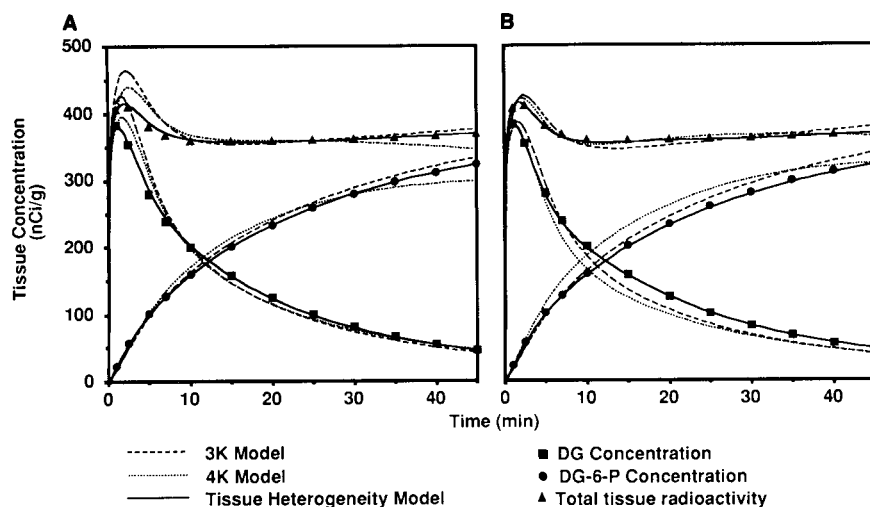 A
B
500
400
300
200
100
0
Tissue Concentration
(nCi/g)
0 10 20 30 40
0 10 20 30 40
Time (min)
3K Model
4K Model
Tissue Heterogeneity Model
DG Concentration
DG-6-P Concentration
Total tissue radioactivity